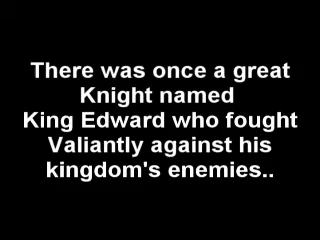 There was once a great
Knight named
King Edward who fought
Valiantly against his
kingdom's enemies..